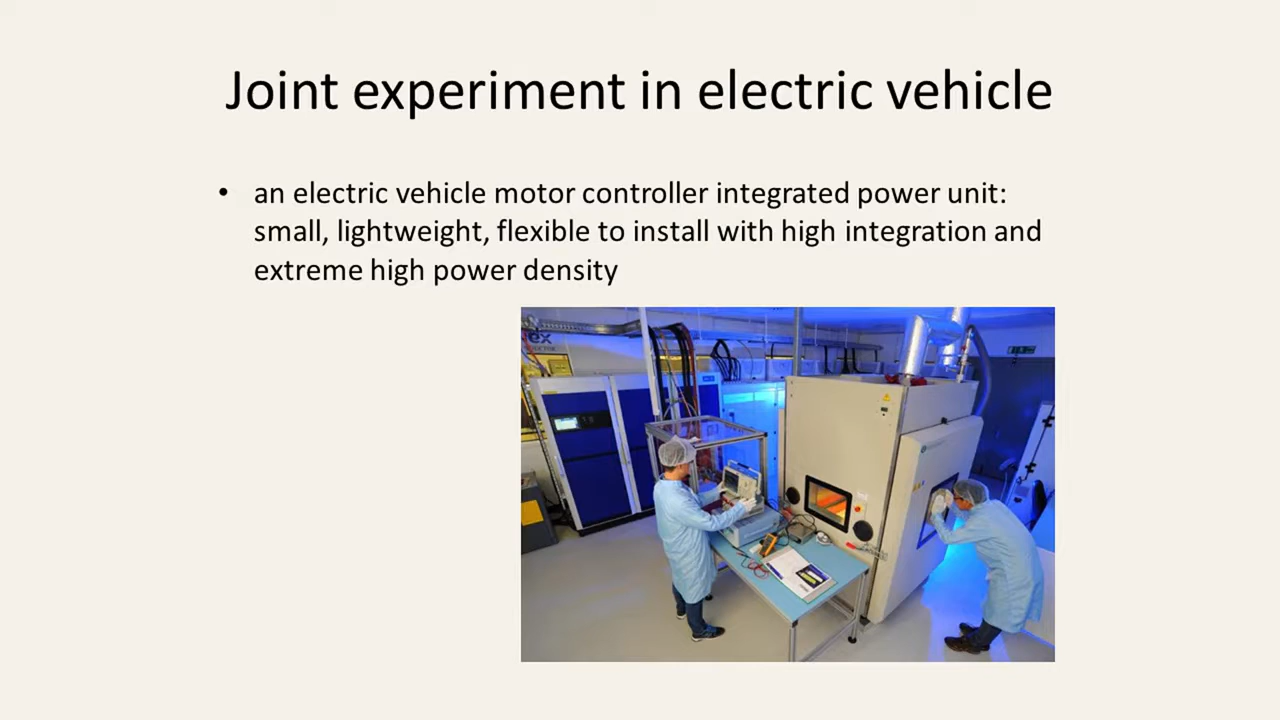 Joint experiment in electric vehicle
• an electric vehicle motor controller integrated power unit:
small, lightweight, flexible to install with high integration and
extreme high power density